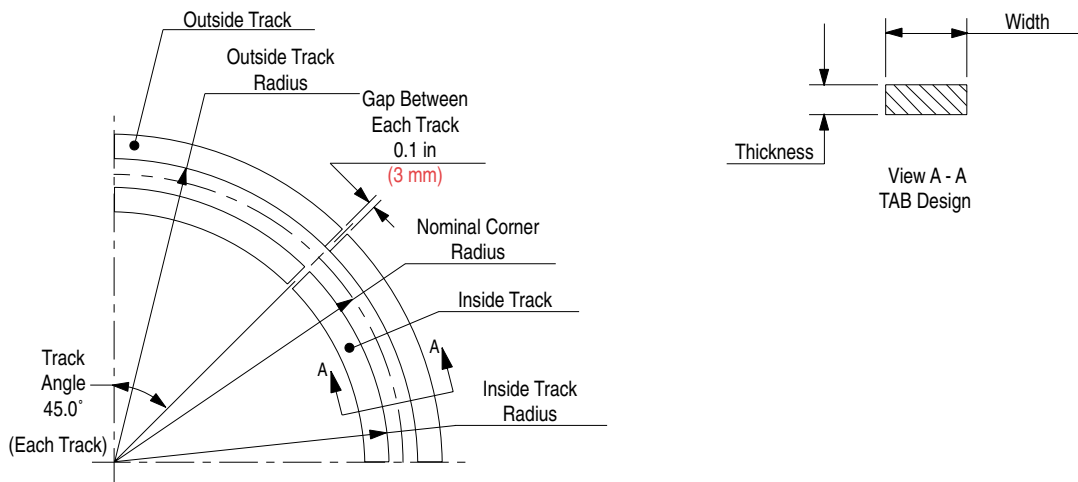 Outside Track
Outside Track
Radius
Gap Between
Each Track
0.1 in
(3 mm)
Nominal Corner
Radius
Inside Track
A
A
Track
Angle
45.0°
(Each Track)
Inside Track
Radius
Width
Thickness
View A - A
TAB Design